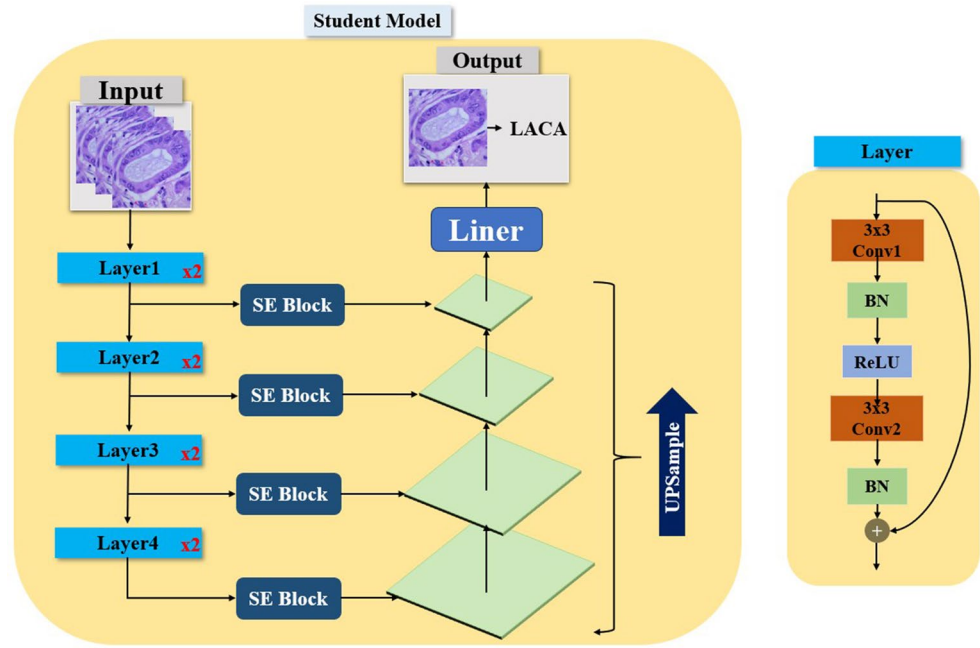 Student Model
Input
Output
LACA
Liner
Layer1 x2
SE Block
Layer2 x2
SE Block
Layer3 x2
SE Block
Layer4 x2
SE Block
UPSample
Layer
3x3
Conv1
BN
ReLU
3x3
Conv2
BN
+